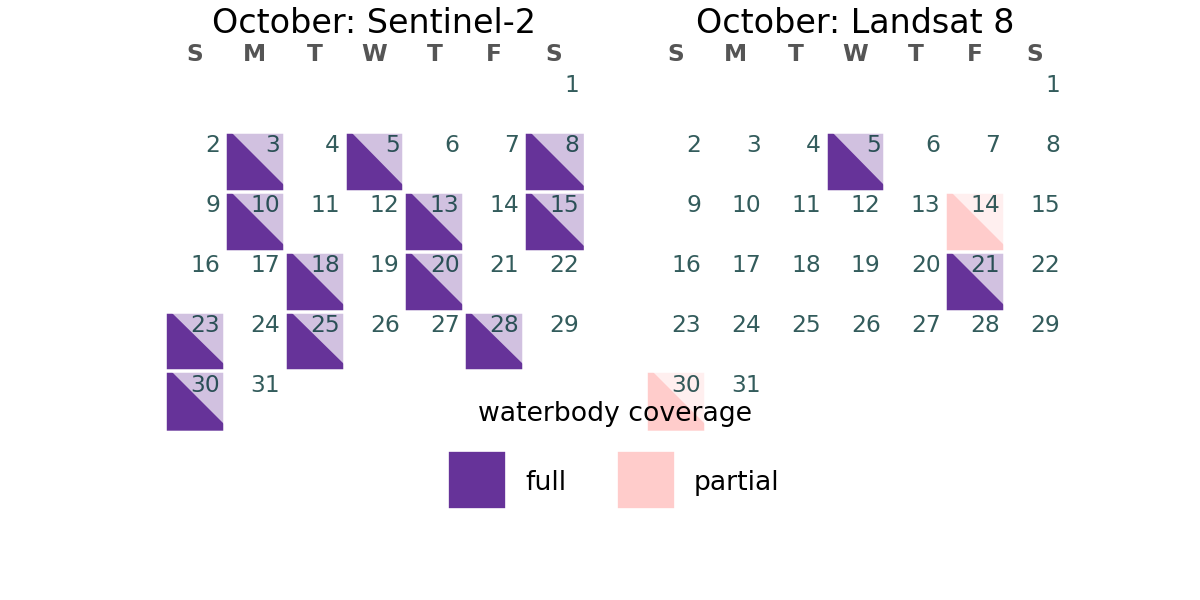 October: Sentinel-2
S M T W T F S
1
2 3 4 5 6 7 8
9 10 11 12 13 14 15
16 17 18 19 20 21 22
23 24 25 26 27 28 29
30 31
October: Landsat 8
S M T W T F S
1
2 3 4 5 6 7 8
9 10 11 12 13 14 15
16 17 18 19 20 21 22
23 24 25 26 27 28 29
30 31
waterbody coverage
full partial